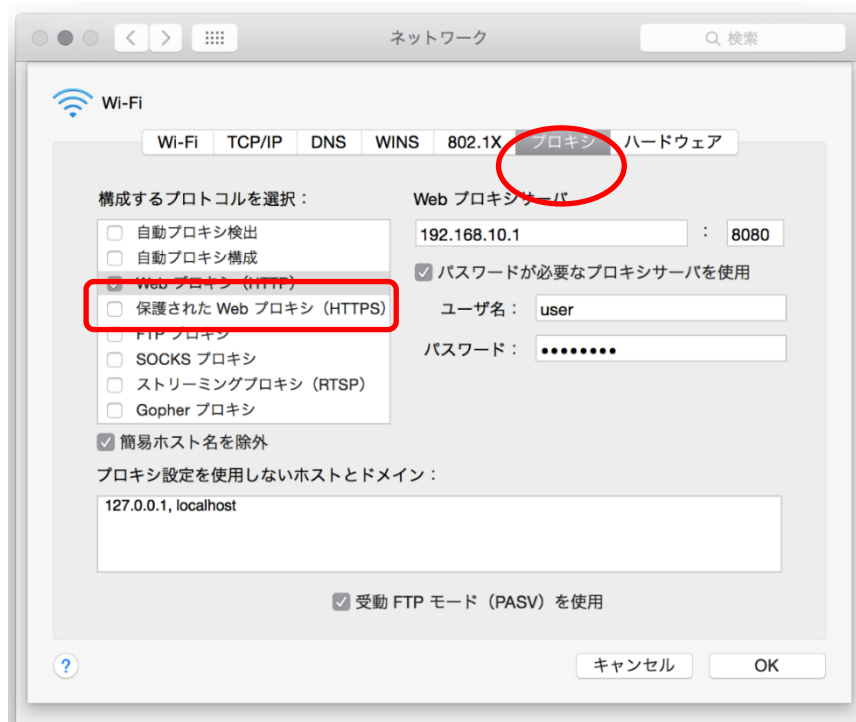 ネットワーク
検索
Wi-Fi
Wi-Fi TCP/IP DNS WINS 802.1X プロキシ ハードウェア
構成するプロトコルを選択：
自動プロキシ検出
自動プロキシ構成
Web プロキシ（HTTP）
保護された Web プロキシ（HTTPS）
FTP プロキシ
SOCKS プロキシ
ストリーミングプロキシ（RTSP）
Gopher プロキシ
簡易ホスト名を除外
Web プロキシサーバ
192.168.10.1 : 8080
パスワードが必要なプロキシサーバを使用
ユーザ名： user
パスワード： ••••••••
プロキシ設定を使用しないホストとドメイン：
127.0.0.1, localhost
受動 FTP モード（PASV）を使用
? キャンセル OK